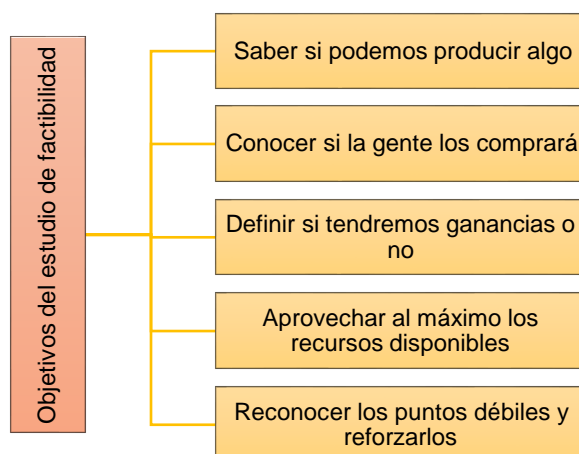 Objetivos del estudio de factibilidad
Saber si podemos producir algo
Conocer si la gente los comprará
Definir si tendremos ganancias o
no
Aprovechar al máximo los
recursos disponibles
Reconocer los puntos débiles y
reforzarlos